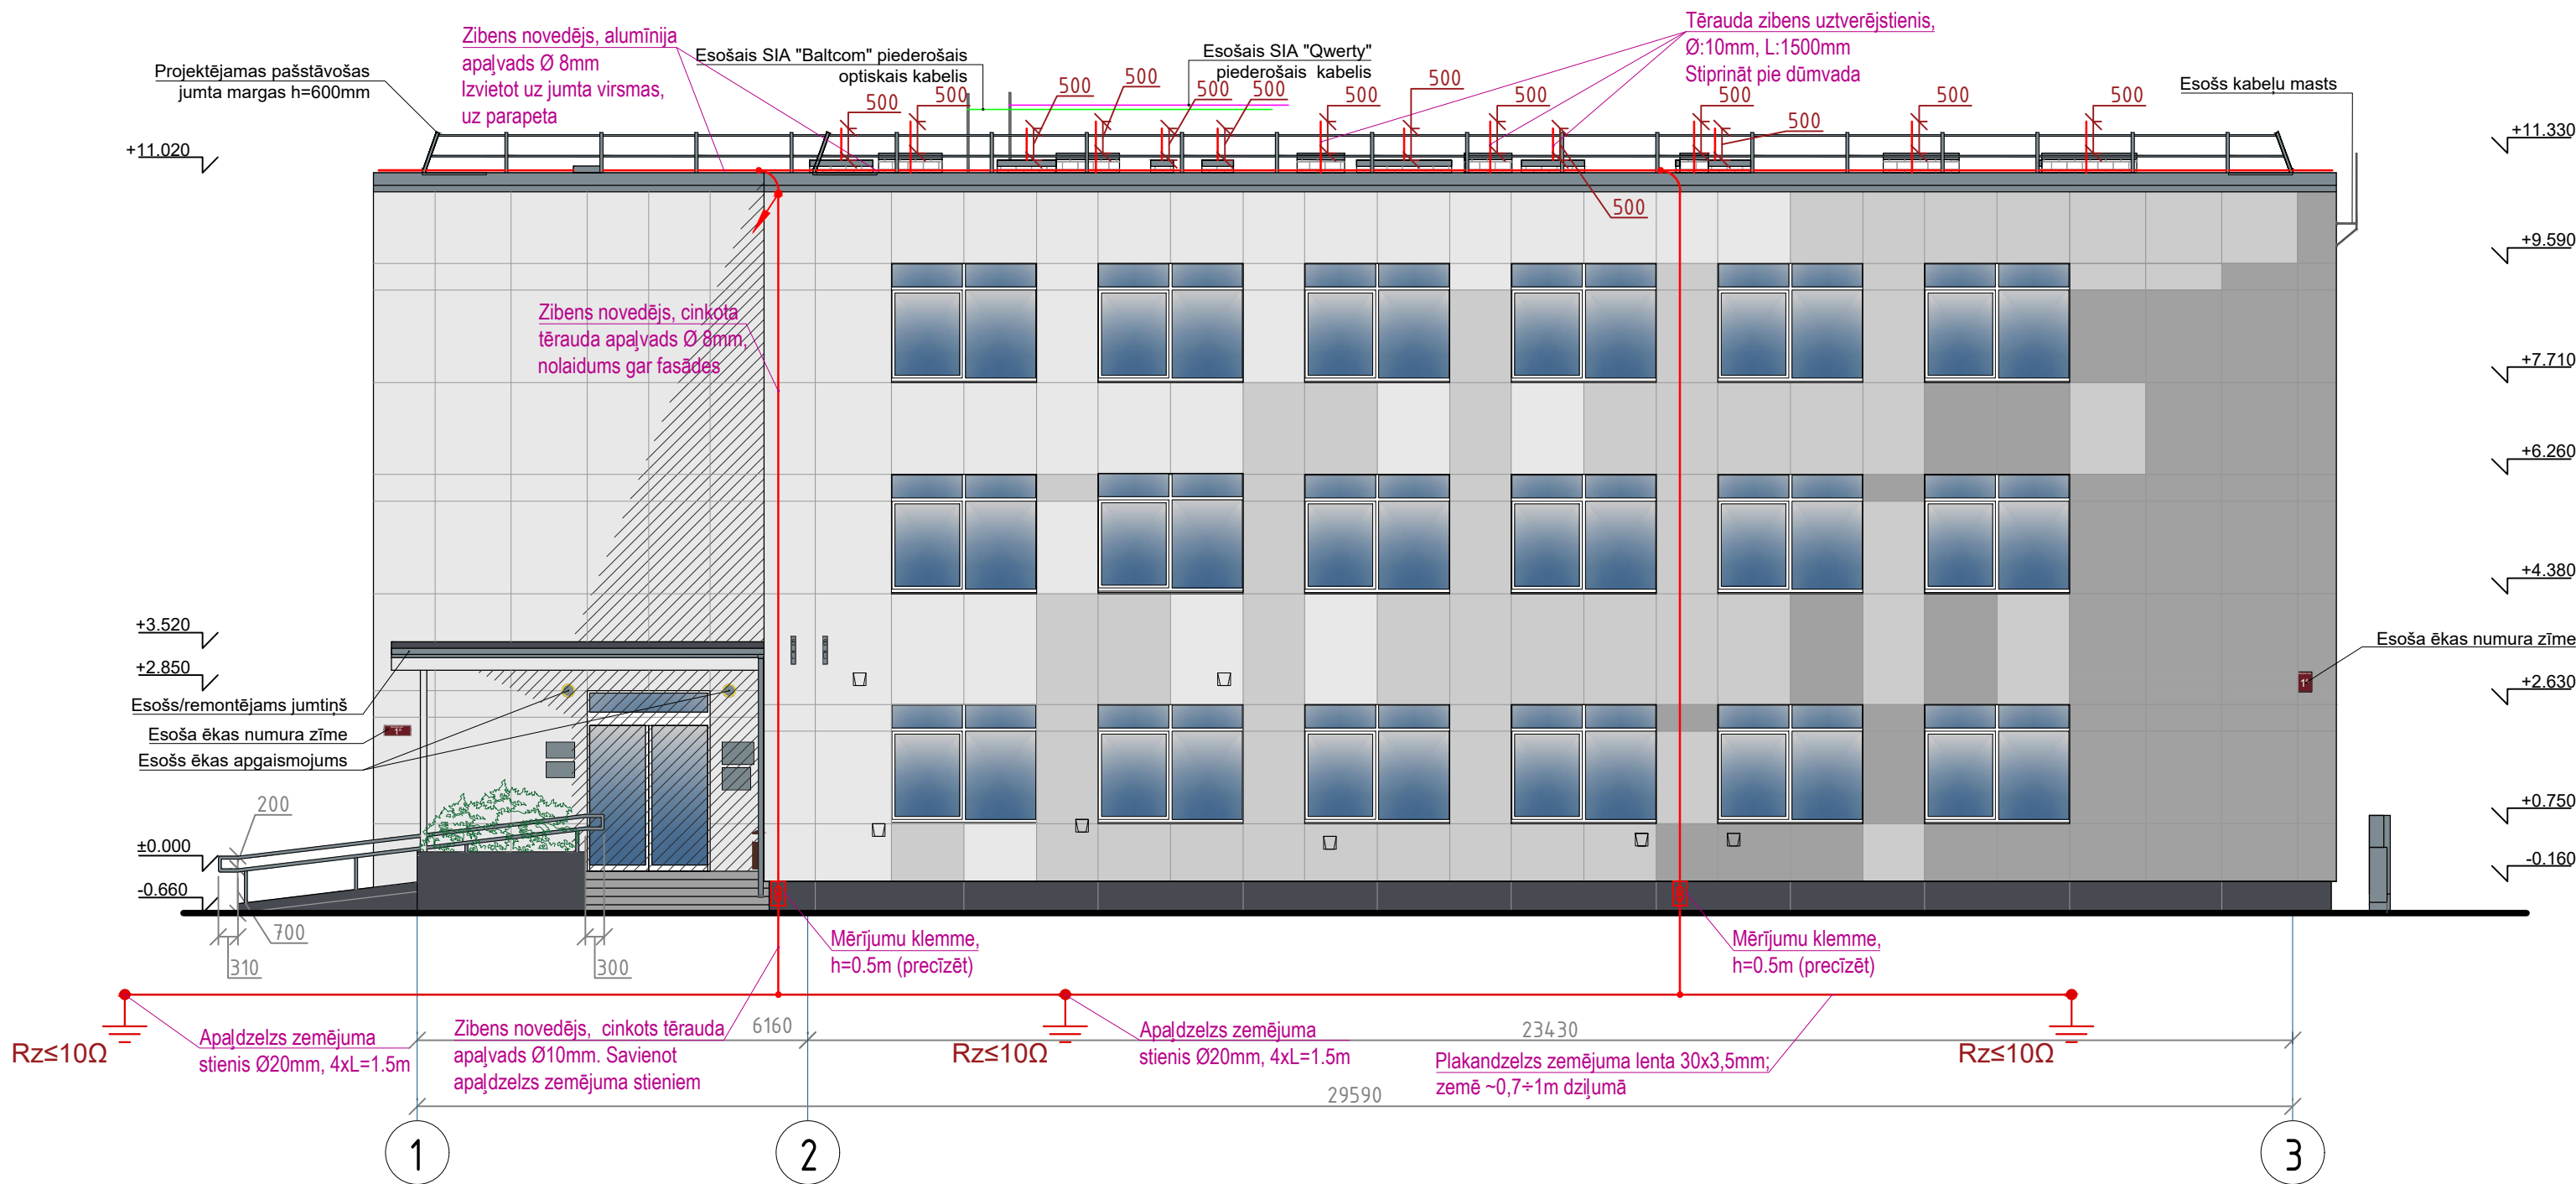 Zibens novedējs, alumīnija
apaļvads Ø 8mm
Izvietot uz jumta virsmas,
uz parapeta
Projektējamas pašstāvošas
jumta margas h=600mm
Esošais SIA "Baltcom" piederošais
optiskais kabelis
Esošais SIA "Qwerty"
piederošais kabelis
Tērauda zibens uztverējstienis,
Ø:10mm, L:1500mm
Stiprināt pie dūmvada
Esošs kabeļu masts
500
500
500
500
500
500
500
500
500
500
500
500
500
500
+11.020
+11.330
+9.590
+7.710
+6.260
+4.380
+2.630
+0.750
-0.160
Zibens novedējs, cinkota
tērauda apaļvads Ø 8mm,
nolaidums gar fasādes
+3.520
+2.850
Esošs/remontējams jumtiņš
Esoša ēkas numura zīme
Esošs ēkas apgaismojums
Esoša ēkas numura zīme
200
±0.000
-0.660
700
310
300
Mērījumu klemme,
h=0.5m (precīzēt)
Mērījumu klemme,
h=0.5m (precīzēt)
Rz≤10Ω
Apaļdzelzs zemējuma
stienis Ø20mm, 4xL=1.5m
Zibens novedējs, cinkots tērauda
apaļvads Ø10mm. Savienot
apaļdzelzs zemējuma stieniem
6160
Rz≤10Ω
Apaļdzelzs zemējuma
stienis Ø20mm, 4xL=1.5m
23430
Plakandzelzs zemējuma lenta 30x3,5mm;
zemē ~0,7÷1m dziļumā
Rz≤10Ω
29590
1
2
3